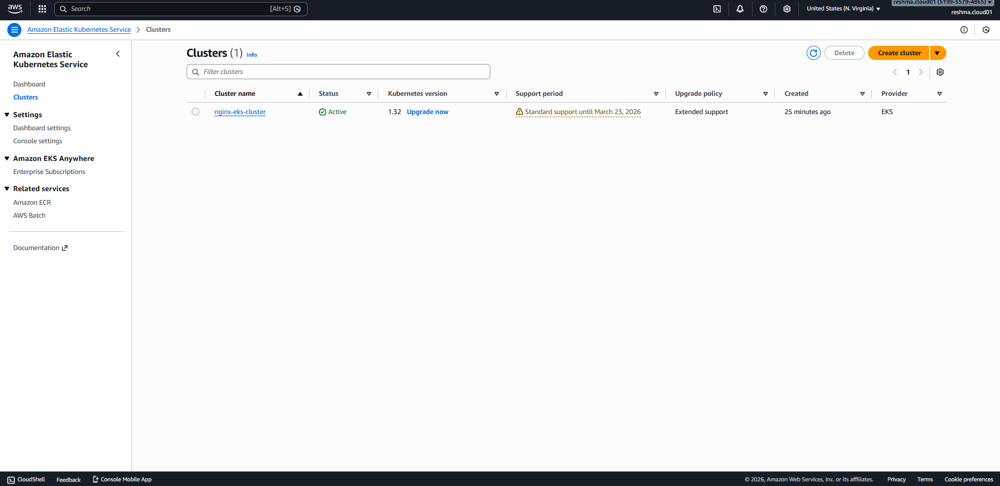 aws
Search [Alt+S]
United States (N. Virginia)
reshma.cloud01 (5199-5579-4865)
reshma.cloud01
Amazon Elastic Kubernetes Service
Clusters
Amazon Elastic
Kubernetes Service
Dashboard
Clusters
Settings
Dashboard settings
Console settings
Amazon EKS Anywhere
Enterprise Subscriptions
Related services
Amazon ECR
AWS Batch
Documentation
Clusters (1) Info
Delete
Create cluster
Filter clusters
1
Cluster name Status Kubernetes version Support period Upgrade policy Created Provider
nginx-eks-cluster Active 1.32 Upgrade now Standard support until March 23, 2026 Extended support 25 minutes ago EKS
CloudShell Feedback Console Mobile App © 2026, Amazon Web Services, Inc. or its affiliates. Privacy Terms Cookie preferences